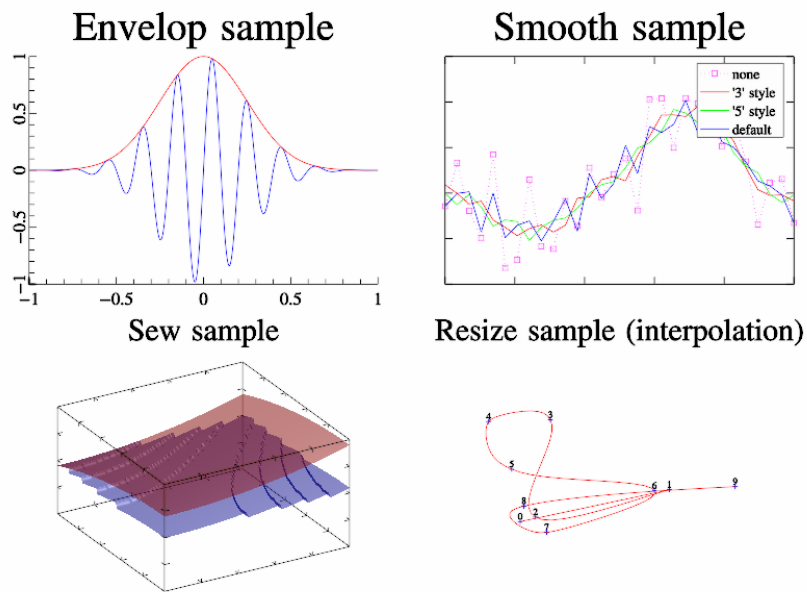 Envelop sample
Smooth sample
1
0.5
0
−0.5
−1
−1
−0.5
0
0.5
1
none
'3' style
'5' style
default
Sew sample
Resize sample (interpolation)
4
3
5
8
6
1
9
0
2
7